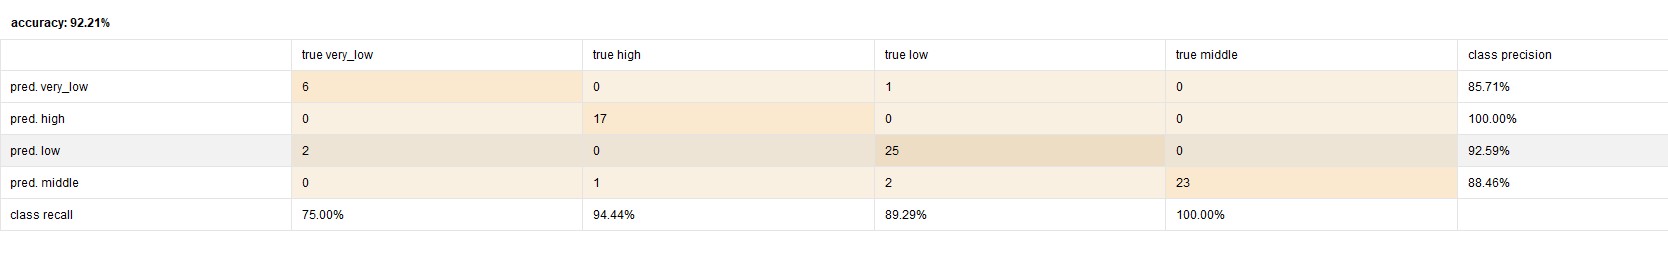 accuracy: 92.21%
true very_low true high true low true middle class precision
pred. very_low 6 0 1 0 85.71%
pred. high 0 17 0 0 100.00%
pred. low 2 0 25 0 92.59%
pred. middle 0 1 2 23 88.46%
class recall 75.00% 94.44% 89.29% 100.00%